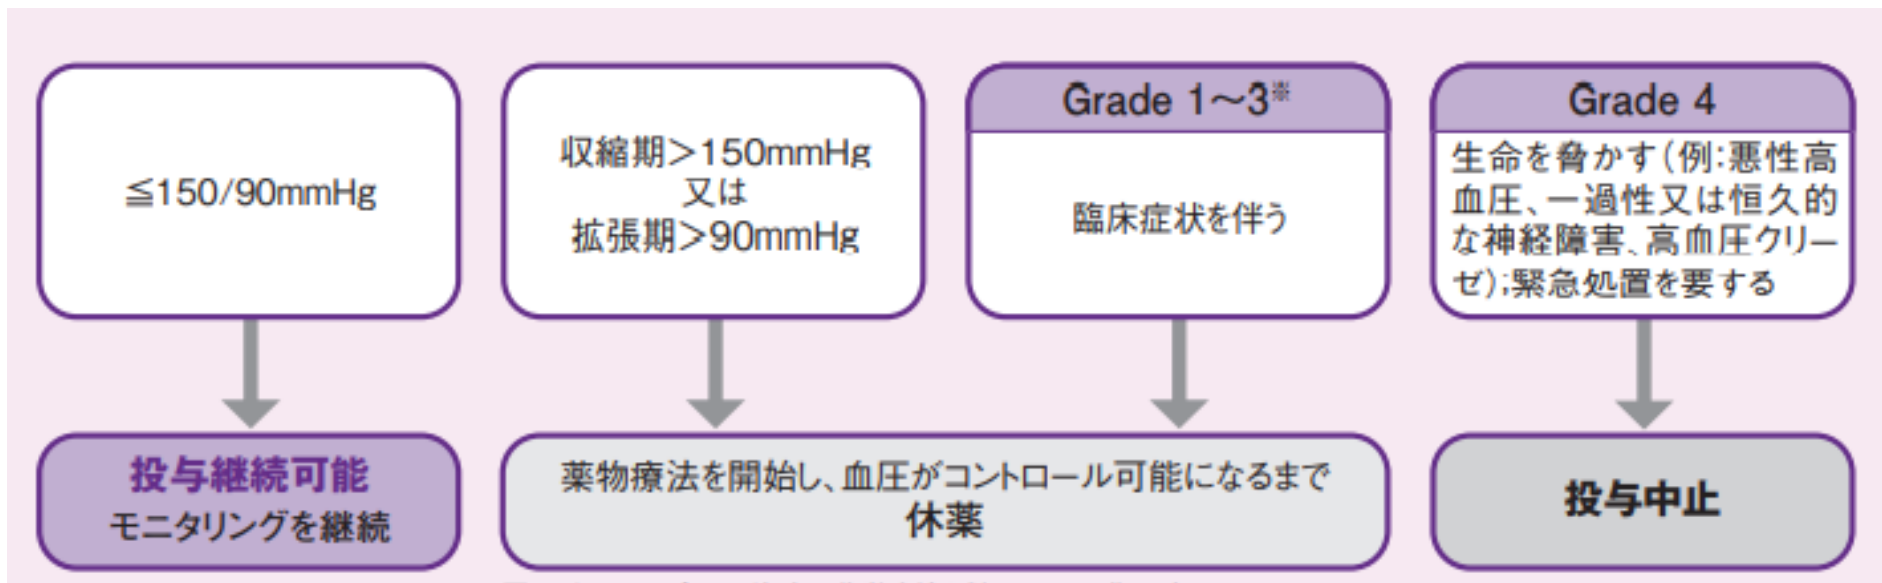 ≦150/90mmHg
収縮期＞150mmHg
又は
拡張期＞90mmHg
Grade 1〜3※
臨床症状を伴う
Grade 4
生命を脅かす（例：悪性高
血圧、一過性又は恒久的
な神経障害、高血圧クリー
ゼ）；緊急処置を要する
投与継続可能
モニタリングを継続
薬物療法を開始し、血圧がコントロール可能になるまで
休薬
投与中止